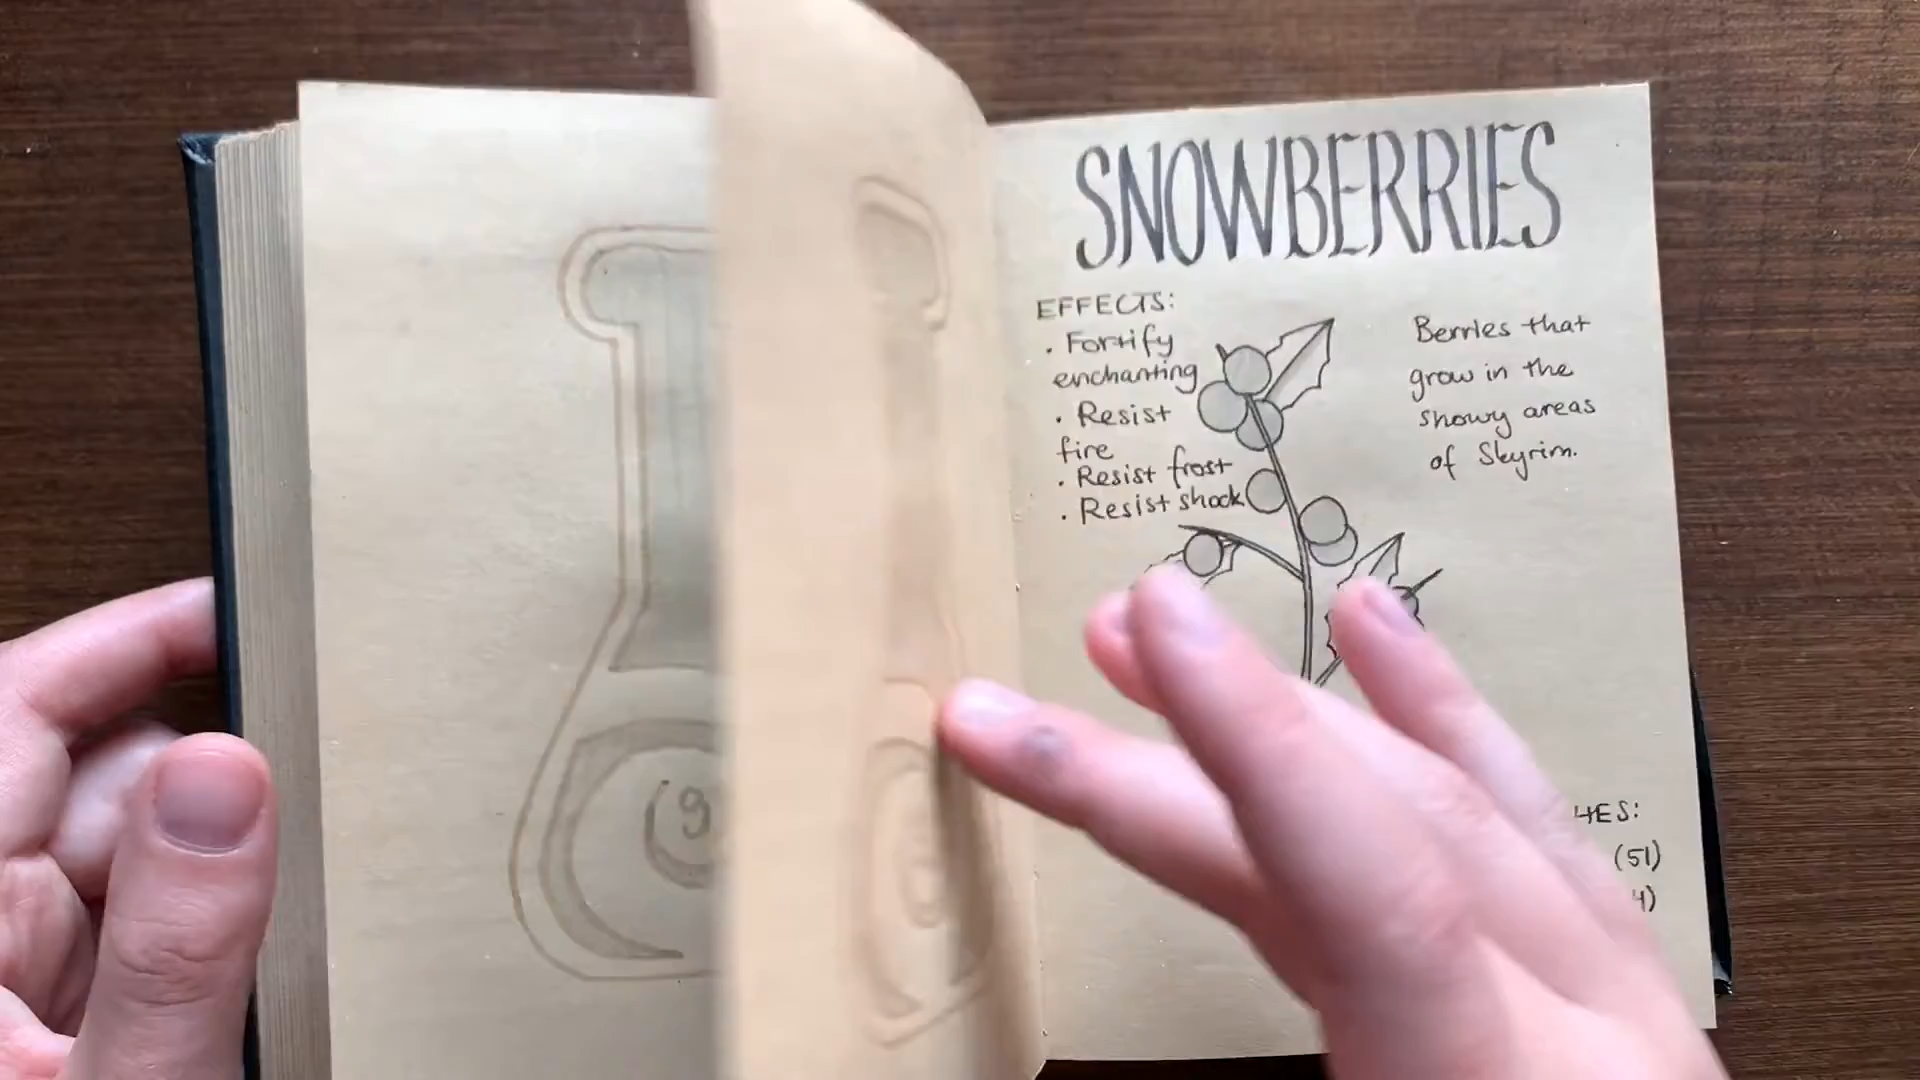 SNOWBERRIES
EFFECTS:
. Fortify
enchanting
. Resist
fire
. Resist frost
. Resist shock
Berries that
grow in the
snowy areas
of Skyrim.
(51)